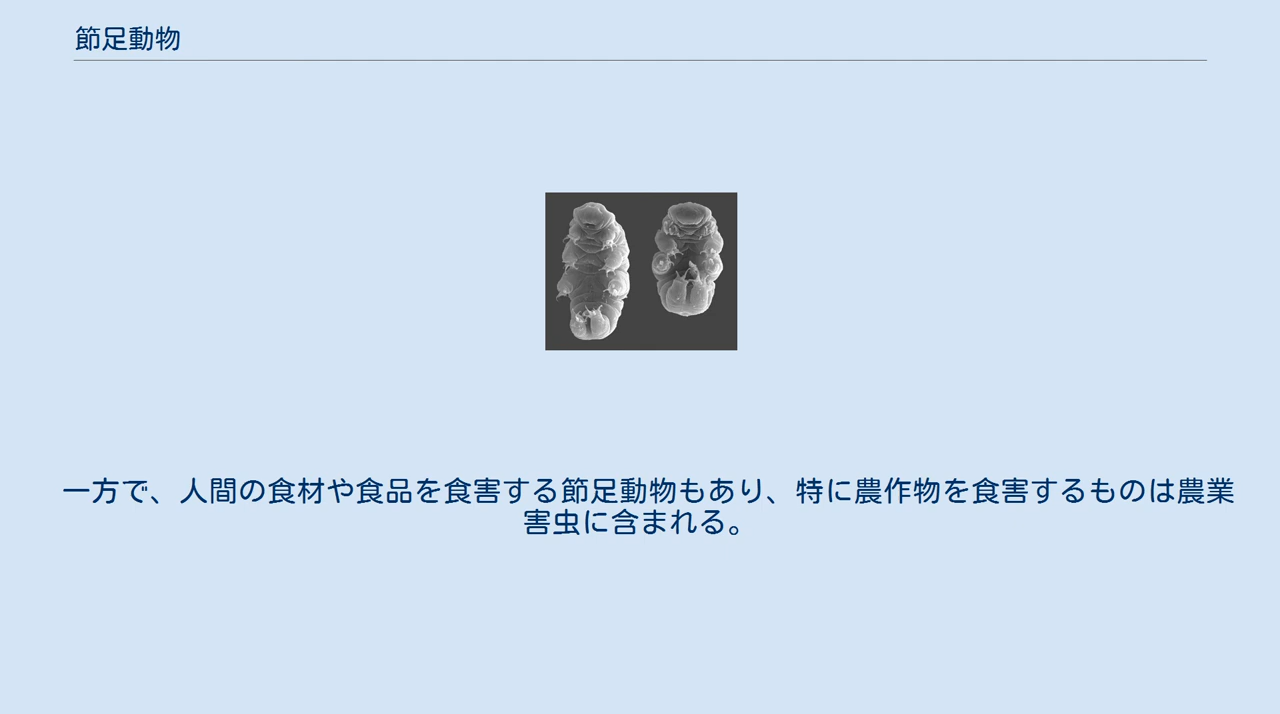 節足動物
一方で、人間の食材や食品を食害する節足動物もあり、特に農作物を食害するものは農業
害虫に含まれる。